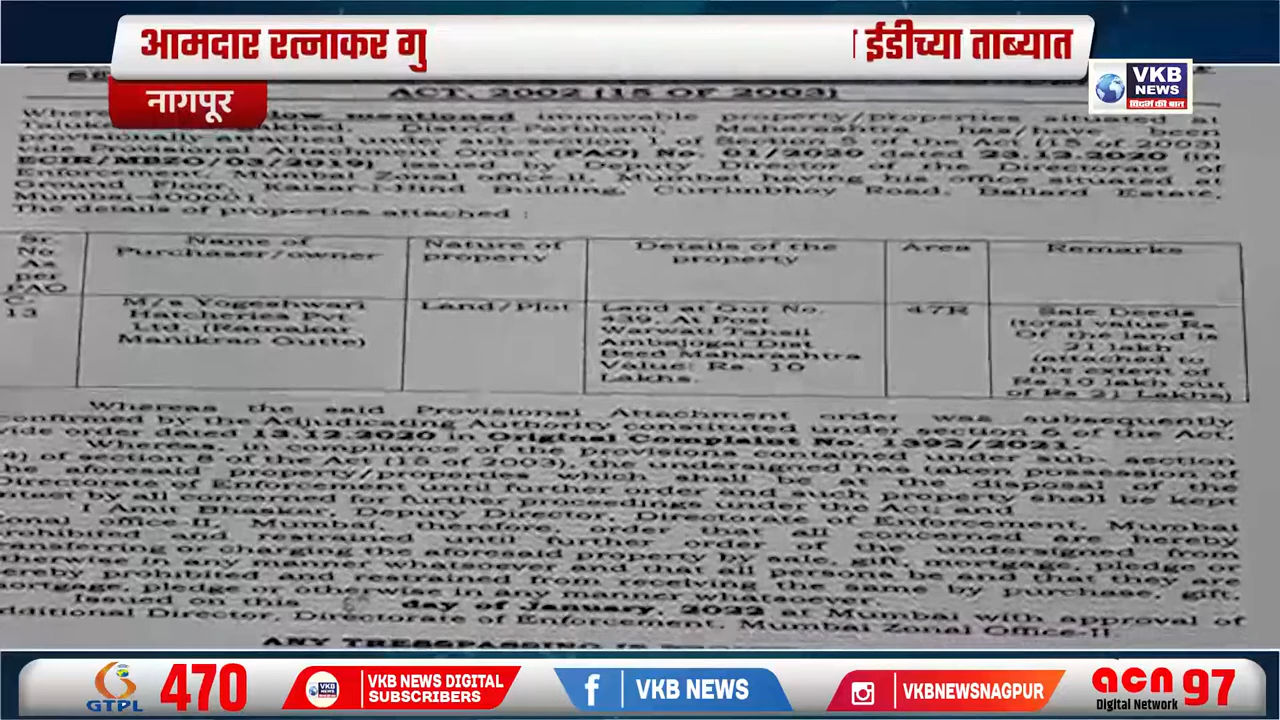 आमदार रत्नाकर गु
ईडीच्या ताब्यात
नागपूर
VKB
NEWS
विदर्भ की बात
ACT, 2002 (15 OF 2003)
mentioned immovable property/properties situated at
Taluka District-Parbhani, Maharashtra has/have been
Provisionally attached under sub-section 1 of Section 5 of the Act (15 of 2003)
Provisional Attachment Order (PAO) No. 01/2020 dated 23.12.2020 (in
ECIR/MBZO/03/2019) issued by Deputy Director of the Directorate of
Enforcement, Mumbai Zonal office-II, Mumbai having his office situated at
Ground Floor, Kaisar-I-Hind Building, Currimbhoy Road, Ballard Estate,
Mumbai-400001
The details of properties attached :
Sr.
No.
As
per
PAO
Name of
Purchaser/owner
Nature of
property
Details of the
property
Area
Remarks
13
M/s Yogeshwari
Hatcheries Pvt
Ltd. (Ratnakar
Manikrao Gutte)
Land/Plot
Land at Gut No.
439, At Post
Warwati Tahsil
Ambajogai Dist
Beed Maharashtra
Value: Rs. 10
Lakhs.
47R
Sale Deeds
(total value Rs
Of the land is
21 lakh
(attached to
the extent of
Rs.10 lakh out
of Rs 21 Lakhs)
Whereas the said Provisional Attachment order was subsequently
confirmed by the Adjudicating Authority constituted under section 6 of the Act,
vide order dated 13.12.2020 in Original Complaint No. 1392/2021.
Whereas, in compliance of the provision contained under sub section
4) of section 8 of the Act (15 of 2003), the undersigned has taken possession of
the aforesaid property/properties which shall be at the disposal of the
Directorate of Enforcement until further order and such property shall be kept
by all concerned for further proceedings under the Act,and
I Amit Bhaskar, Deputy Director, Directorate of Enforcement, Mumbai
Zonal office-II, Mumbai, therefore, order that all concerned are hereby
prohibited and restrained until further order of the undersigned from
transferring or charging the aforesaid property by sale, gift, mortgage, pledge or
otherwise in any manner whatsoever and that all persons be and that they are
hereby prohibited and restrained from receiving the same by purchase, gift,
mortgage, pledge or otherwise in any manner whatsoever.
Issued on this day of January, 2022 at Mumbai with approval of
Additional Director, Directorate of Enforcement, Mumbai Zonal Office-II
ANY TRESSPASSING IS
GTPL
470
VKB
NEWS
VKB NEWS DIGITAL
SUBSCRIBERS
VKB NEWS
VKBNEWSNAGPUR
acn
Digital Network
97